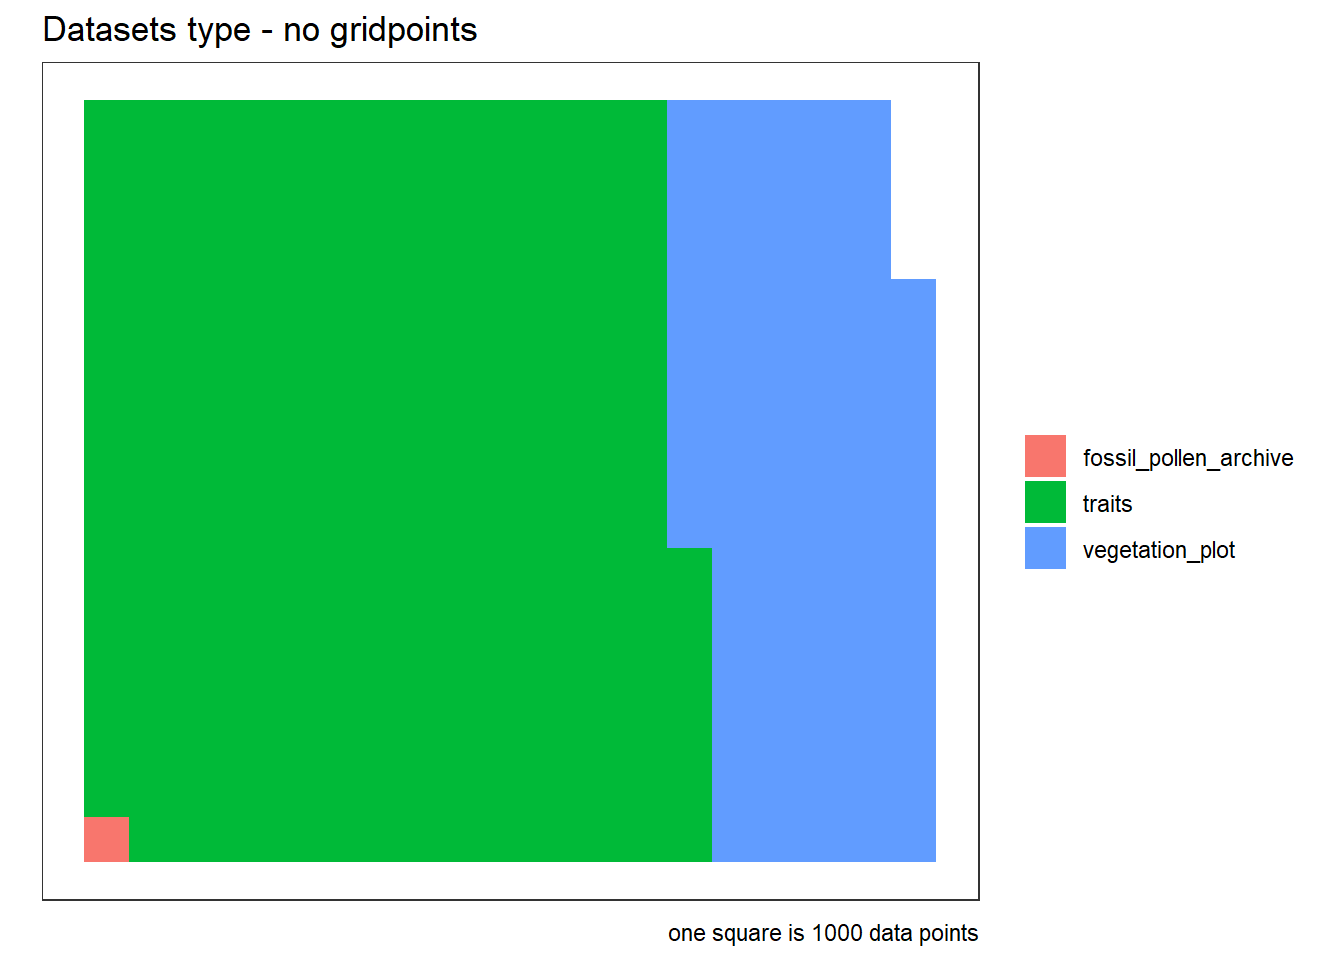 Datasets type - no gridpoints
fossil_pollen_archive
traits
vegetation_plot
one square is 1000 data points